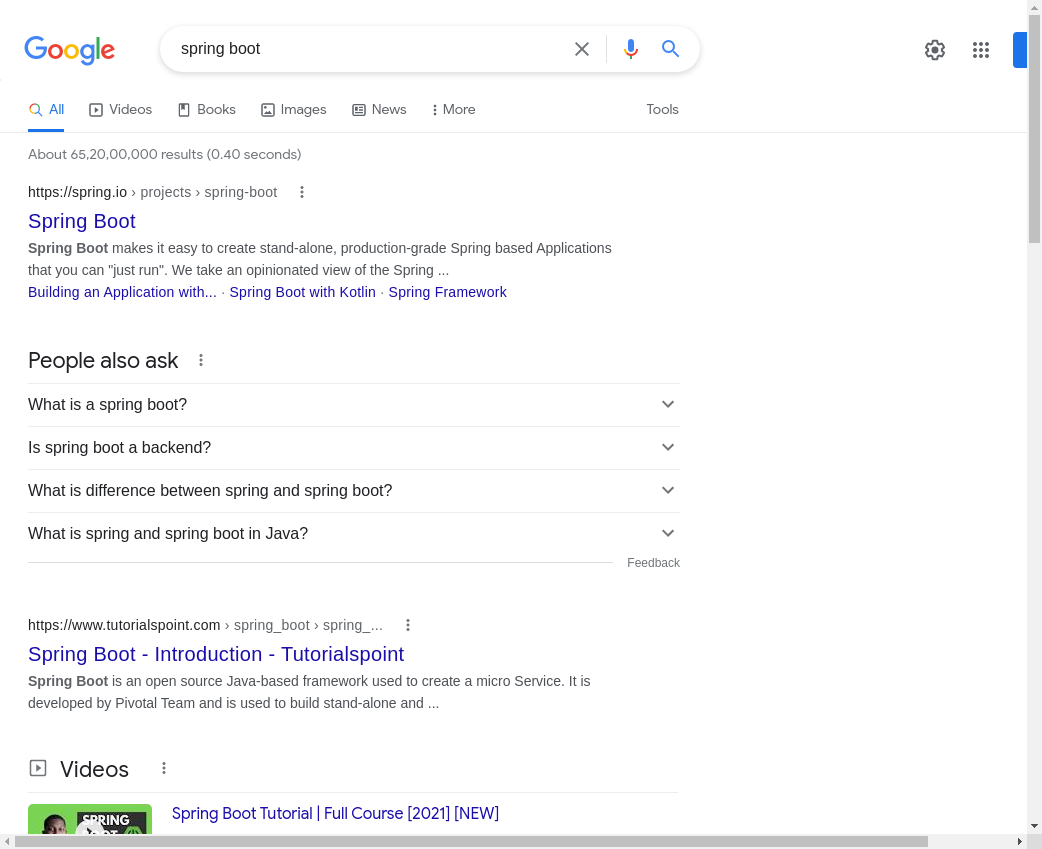 Google
spring boot
All Videos Books Images News More Tools
About 65,20,00,000 results (0.40 seconds)
https://spring.io › projects › spring-boot
Spring Boot
Spring Boot makes it easy to create stand-alone, production-grade Spring based Applications
that you can "just run". We take an opinionated view of the Spring ...
Building an Application with... · Spring Boot with Kotlin · Spring Framework
People also ask
What is a spring boot?
Is spring boot a backend?
What is difference between spring and spring boot?
What is spring and spring boot in Java?
Feedback
https://www.tutorialspoint.com › spring_boot › spring_...
Spring Boot - Introduction - Tutorialspoint
Spring Boot is an open source Java-based framework used to create a micro Service. It is
developed by Pivotal Team and is used to build stand-alone and ...
Videos
Spring Boot Tutorial | Full Course [2021] [NEW]
SPRING